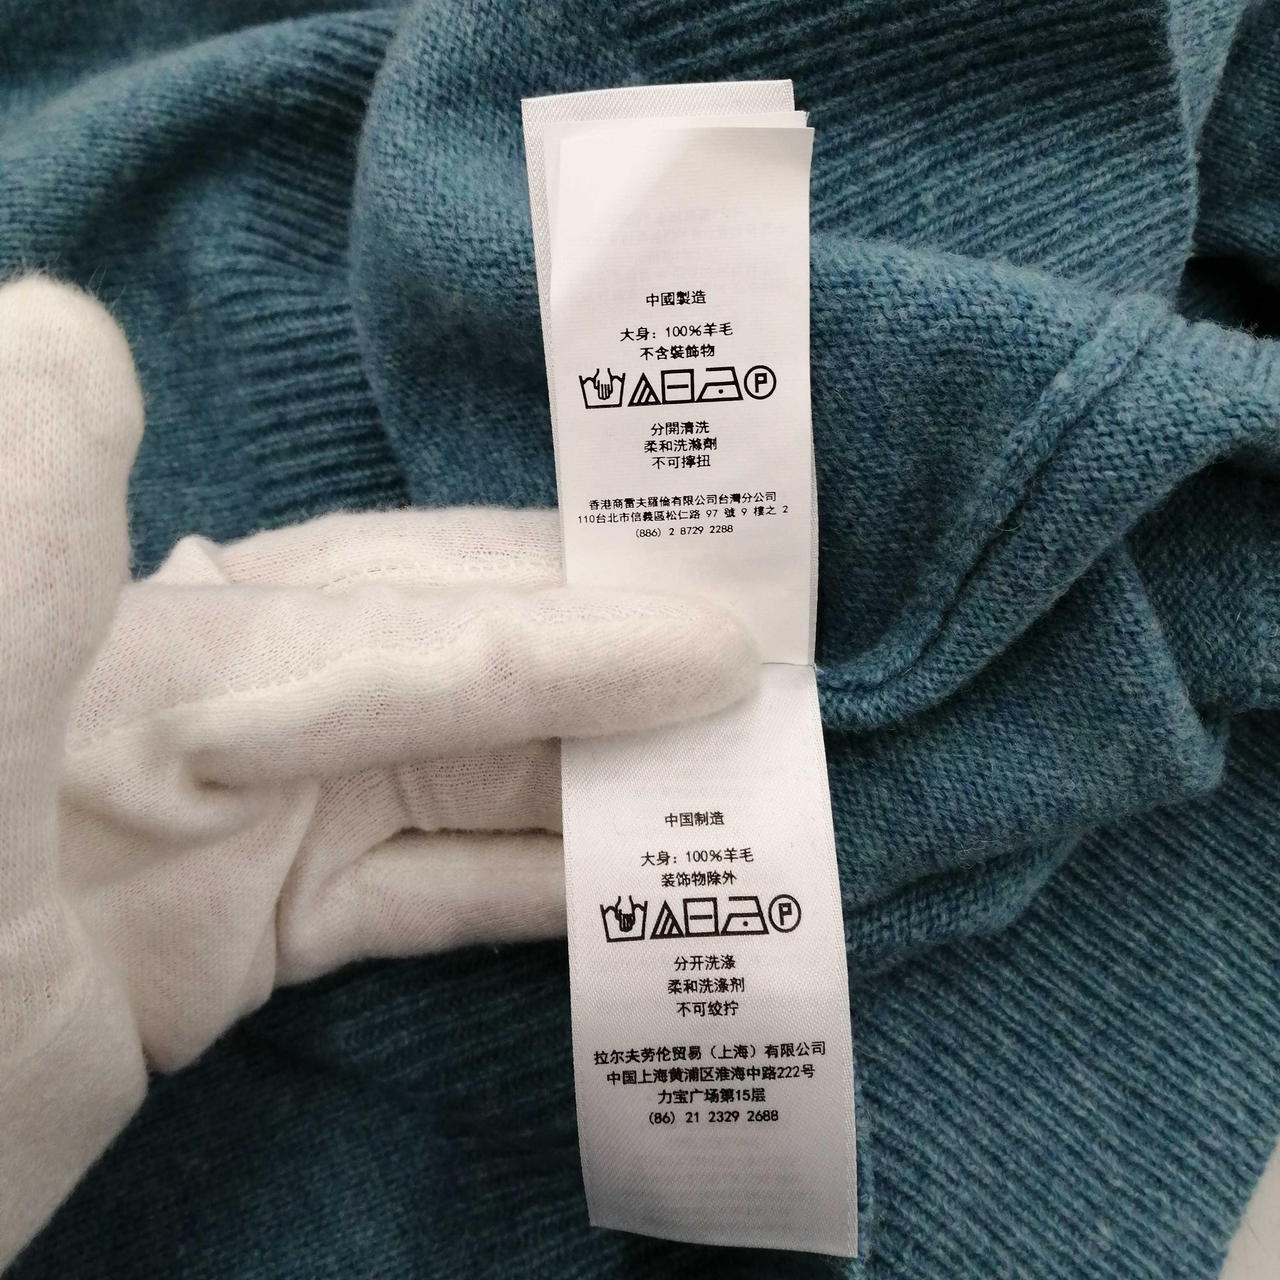 中國製造
大身：100%羊毛
不含裝飾物
P
分開清洗
柔和洗滌劑
不可擰扭
香港商雷夫羅倫有限公司台灣分公司
110台北市信義區松仁路 97 號 9 樓之 2
(886) 2 8729 2288
中国制造
大身：100%羊毛
装饰物除外
P
分开洗涤
柔和洗涤剂
不可绞拧
拉尔夫劳伦贸易（上海）有限公司
中国上海黄浦区淮海中路222号
力宝广场第15层
(86) 21 2329 2688